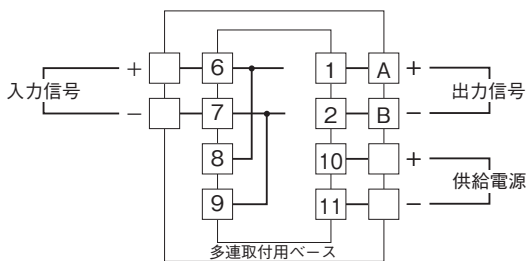 + 6 1 A +
入力信号 出力信号
− 7 2 B −
8 10 +
供給電源
9 11 −
多連取付用ベース